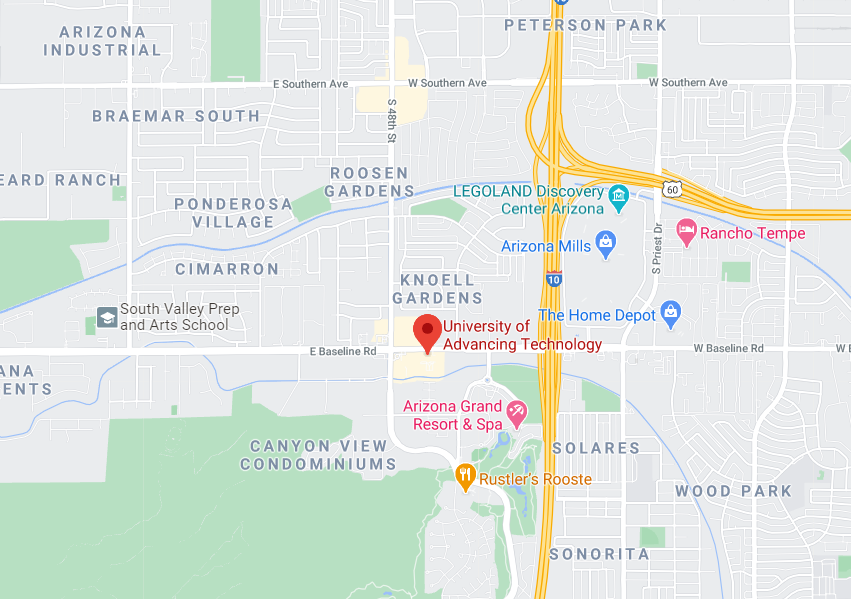 PETERSON PARK
ARIZONA
INDUSTRIAL
E Southern Ave
W Southern Ave
W Southern Ave
S 48th St
BRAEMAR SOUTH
EARD RANCH
ROOSEN
GARDENS
LEGOLAND Discovery
Center Arizona
60
PONDEROSA
VILLAGE
Arizona Mills
Rancho Tempe
S Priest Dr
CIMARRON
10
KNOELL
GARDENS
South Valley Prep
and Arts School
The Home Depot
University of
Advancing Technology
E Baseline Rd
W Baseline Rd
W B
ANA
ENTS
Arizona Grand
Resort & Spa
CANYON VIEW
CONDOMINIUMS
SOLARES
Rustler's Rooste
WOOD PARK
SONORITA